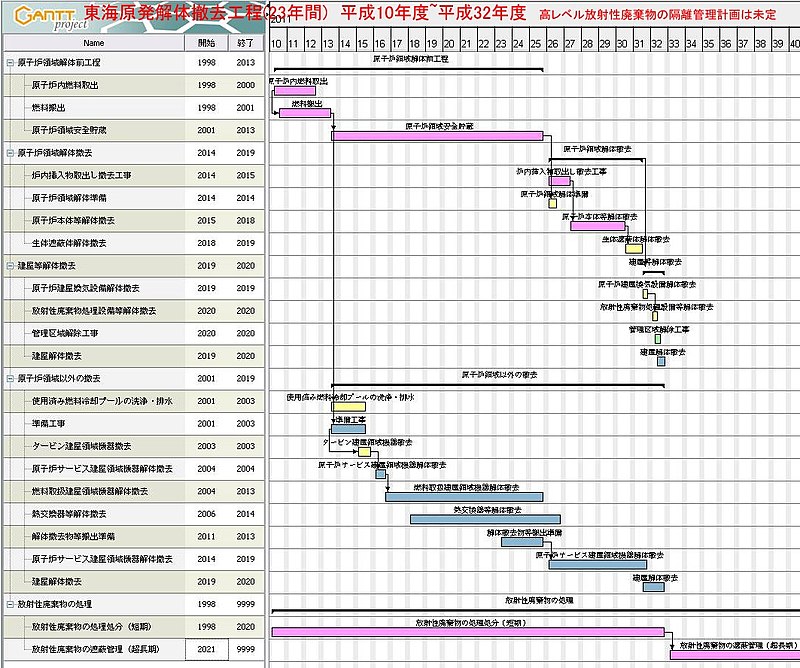 GANTT project
東海原発解体撤去工程(23年間) 平成10年度~平成32年度 高レベル放射性廃棄物の隔離管理計画は未定
2011
Name 開始 終了 10 11 12 13 14 15 16 17 18 19 20 21 22 23 24 25 26 27 28 29 30 31 32 33 34 35 36 37 38 39 40
原子炉領域解体前工程 1998 2013 原子炉領域解体前工程
原子炉内燃料取出 1998 2000 原子炉内燃料取出
燃料搬出 1998 2001 燃料搬出
原子炉領域安全貯蔵 2001 2013 原子炉領域安全貯蔵
原子炉領域解体撤去 2014 2019 原子炉領域解体撤去
炉内挿入物取出し撤去工事 2014 2015 炉内挿入物取出し撤去工事
原子炉領域解体準備 2014 2014 原子炉領域解体準備
原子炉本体等解体撤去 2015 2018 原子炉本体等解体撤去
生体遮蔽体解体撤去 2018 2019 生体遮蔽体解体撤去
建屋等解体撤去 2019 2020 建屋等解体撤去
原子炉建屋換気設備解体撤去 2019 2019 原子炉建屋換気設備解体撤去
放射性廃棄物処理設備等解体撤去 2020 2020 放射性廃棄物処理設備等解体撤去
管理区域解除工事 2020 2020 管理区域解除工事
建屋解体撤去 2019 2020 建屋解体撤去
原子炉領域以外の撤去 2001 2019 原子炉領域以外の撤去
使用済み燃料冷却プールの洗浄・排水 2001 2003 使用済み燃料冷却プールの洗浄・排水
準備工事 2001 2003 準備工事
タービン建屋領域機器撤去 2003 2003 タービン建屋領域機器撤去
原子炉サービス建屋領域機器解体撤去 2004 2004 原子炉サービス建屋領域機器解体撤去
燃料取扱建屋領域機器解体撤去 2004 2013 燃料取扱建屋領域機器解体撤去
熱交換器等解体撤去 2006 2014 熱交換器等解体撤去
解体撤去物等搬出準備 2011 2013 解体撤去物等搬出準備
原子炉サービス建屋領域機器解体撤去 2014 2019 原子炉サービス建屋領域機器解体撤去
建屋解体撤去 2019 2020 建屋解体撤去
放射性廃棄物の処理 1998 9999 放射性廃棄物の処理
放射性廃棄物の処理処分（短期） 1998 2020 放射性廃棄物の処理処分（短期）
放射性廃棄物の遮蔽管理（超長期） 2021 9999 放射性廃棄物の遮蔽管理（超長期）